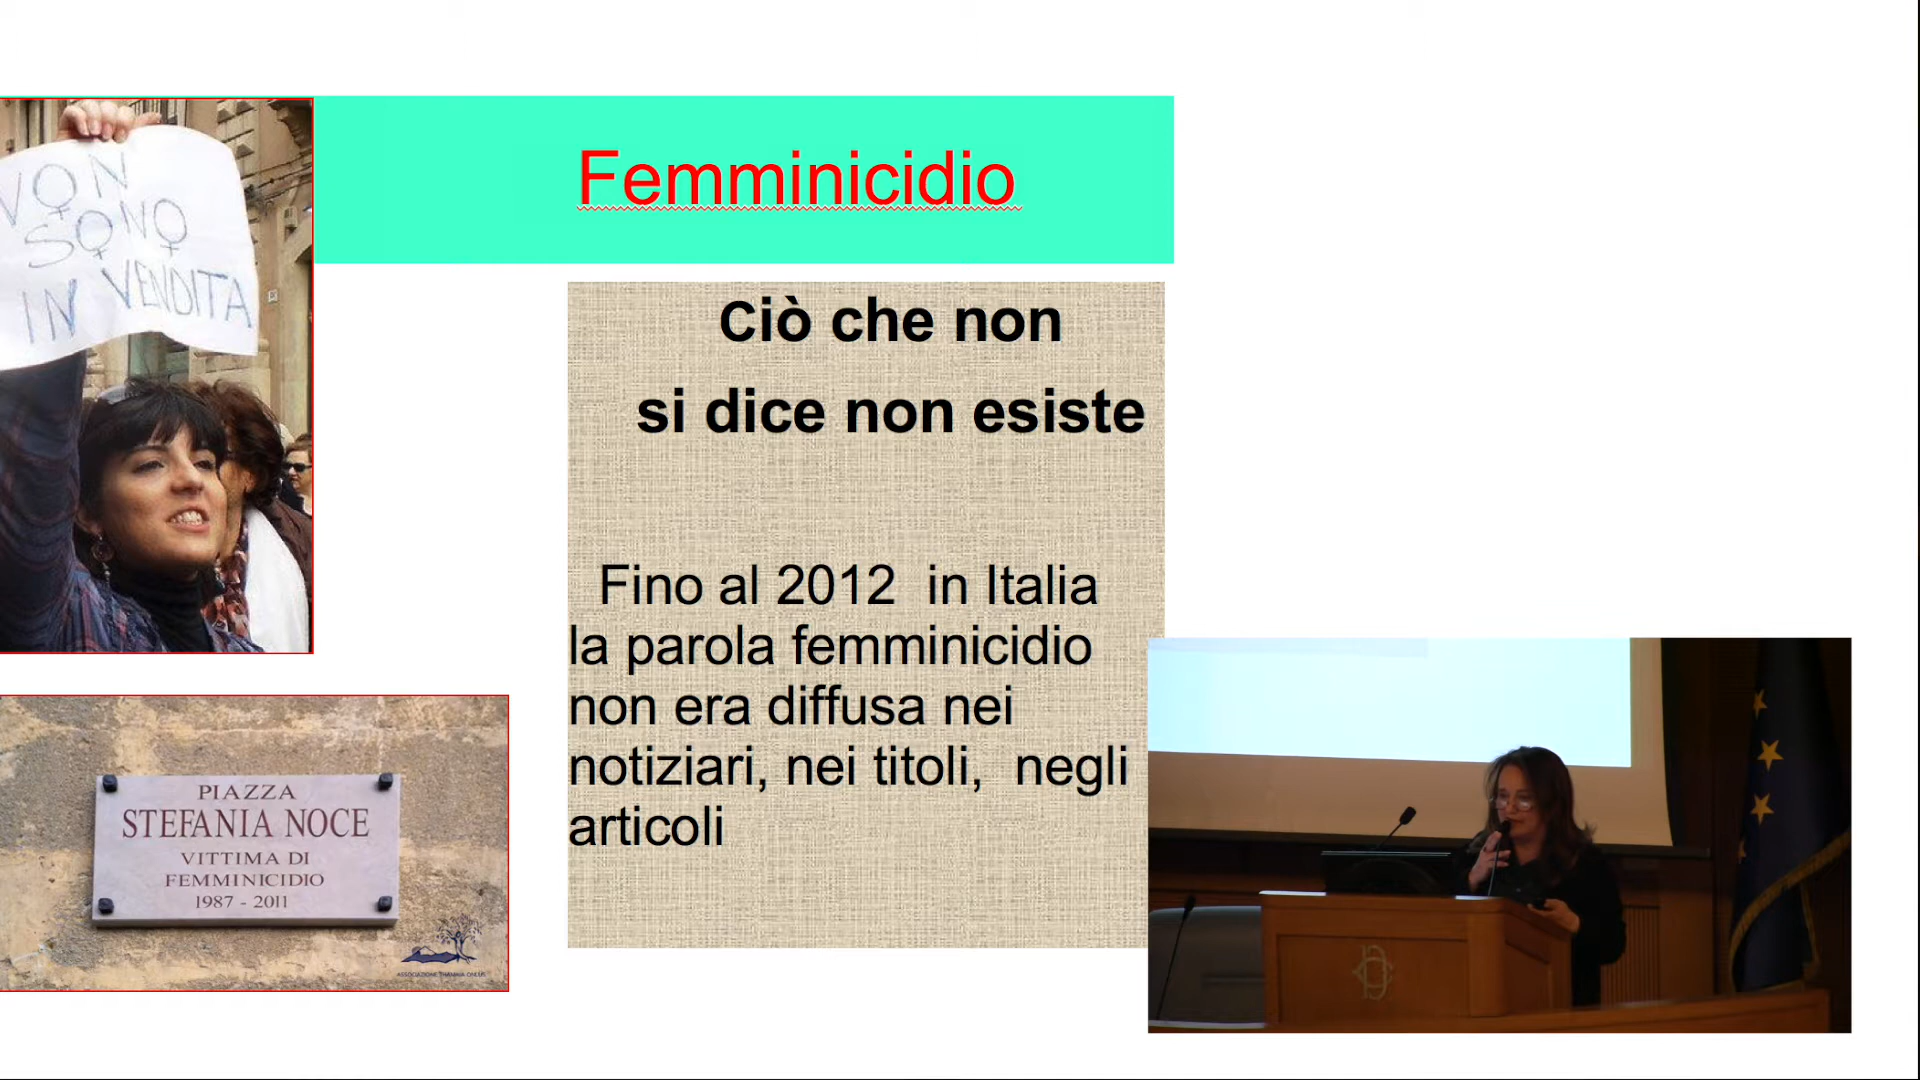 NON
SONO
IN VENDITA
Femminicidio
Ciò che non
si dice non esiste
Fino al 2012 in Italia
la parola femminicidio
non era diffusa nei
notiziari, nei titoli, negli
articoli
PIAZZA
STEFANIA NOCE
VITTIMA DI
FEMMINICIDIO
1987 - 2011